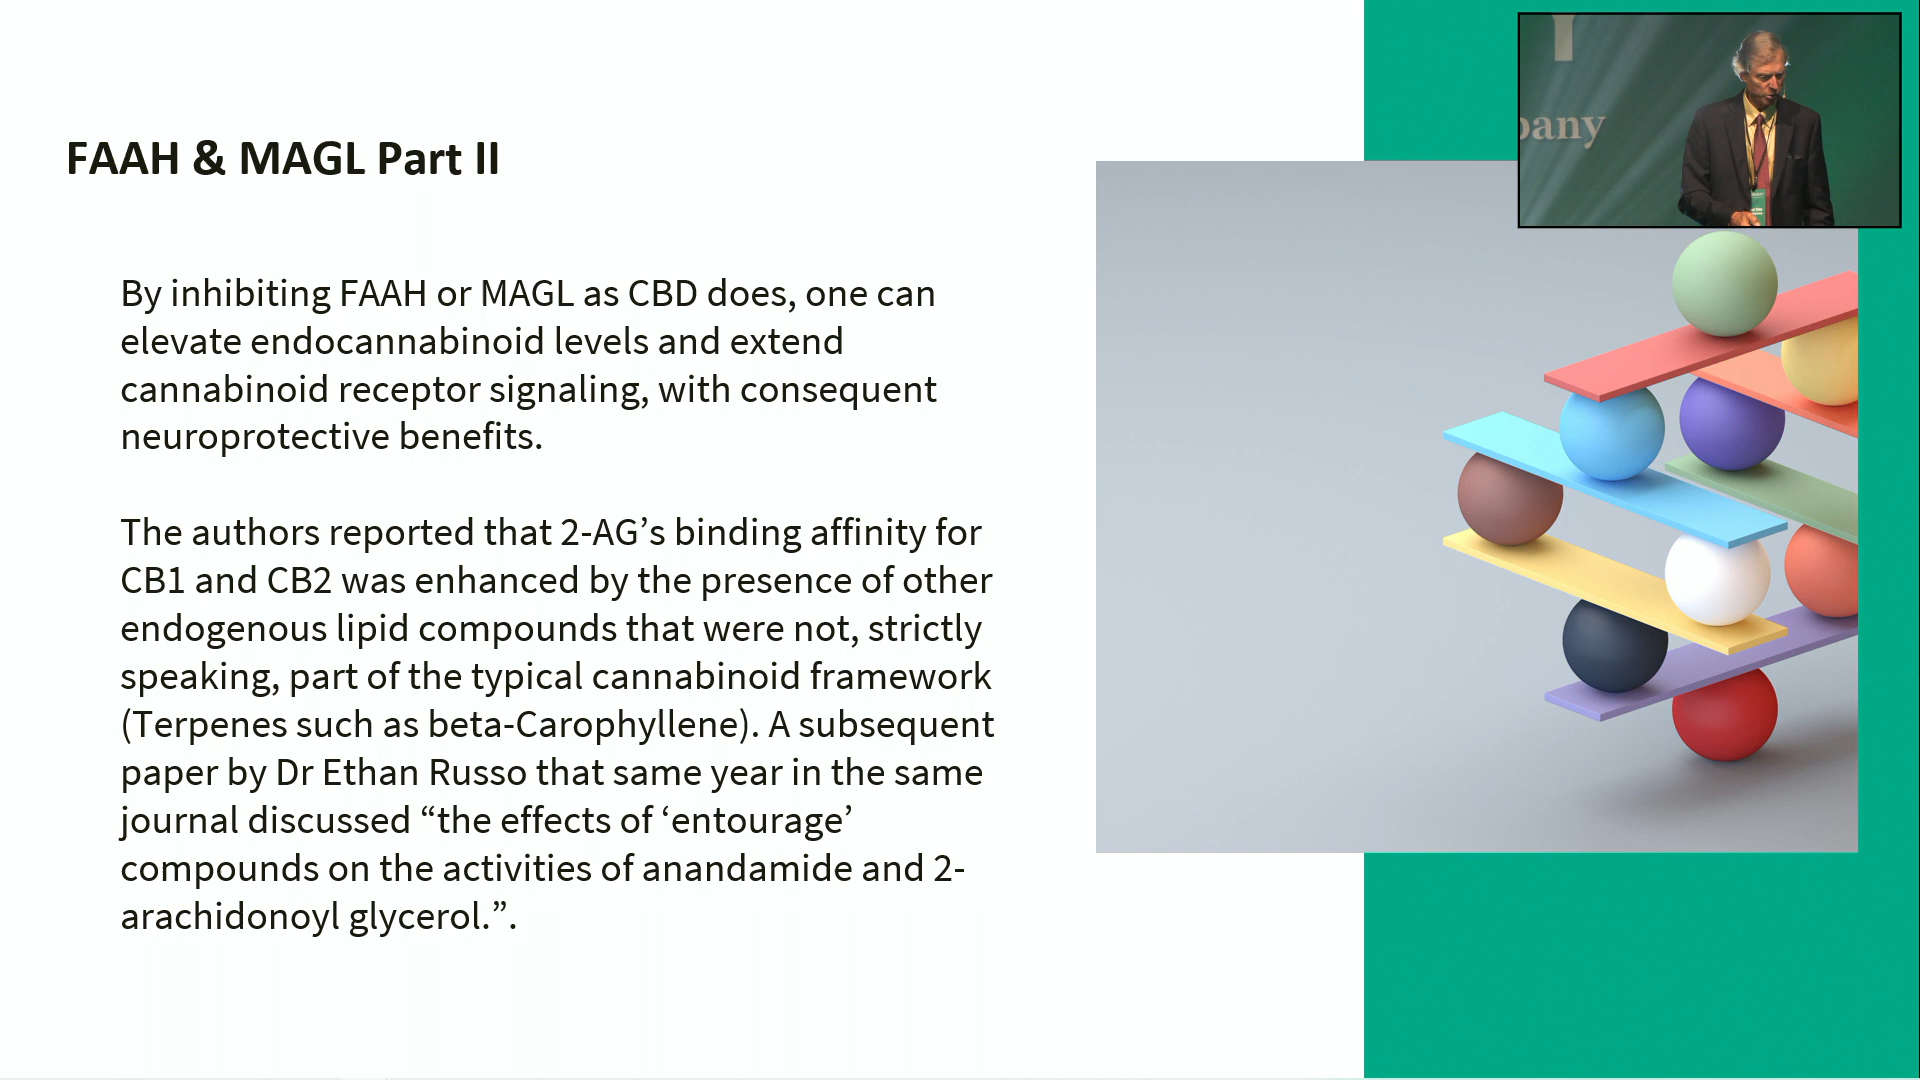 FAAH & MAGL Part II
By inhibiting FAAH or MAGL as CBD does, one can
elevate endocannabinoid levels and extend
cannabinoid receptor signaling, with consequent
neuroprotective benefits.
The authors reported that 2-AG’s binding affinity for
CB1 and CB2 was enhanced by the presence of other
endogenous lipid compounds that were not, strictly
speaking, part of the typical cannabinoid framework
(Terpenes such as beta-Carophyllene). A subsequent
paper by Dr Ethan Russo that same year in the same
journal discussed “the effects of ‘entourage’
compounds on the activities of anandamide and 2-
arachidonoyl glycerol.”.
pany